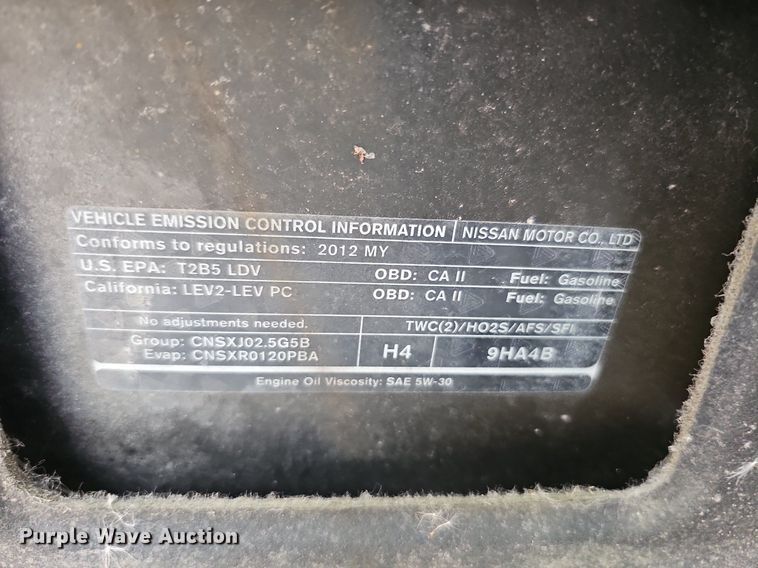 VEHICLE EMISSION CONTROL INFORMATION NISSAN MOTOR CO., LTD
Conforms to regulations: 2012 MY
U.S. EPA: T2B5 LDV OBD: CA II Fuel: Gasoline
California: LEV2-LEV PC OBD: CA II Fuel: Gasoline
No adjustments needed. TWC(2)/HO2S/AFS/SFI
Group: CNSXJ02.5G5B
Evap: CNSXR0120PBA
H4 9HA4B
Engine Oil Viscosity: SAE 5W-30
Purple Wave Auction